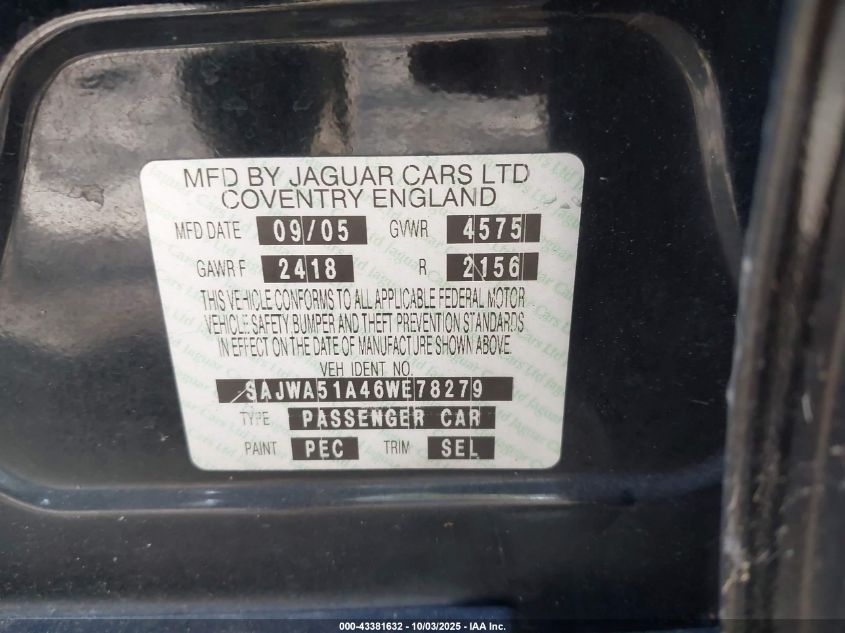 MFD BY JAGUAR CARS LTD
COVENTRY ENGLAND
MFD DATE 09/05 GVWR 4575
GAWR F 2418 R 2156
THIS VEHICLE CONFORMS TO ALL APPLICABLE FEDERAL MOTOR
VEHICLE SAFETY BUMPER AND THEFT PREVENTION STANDARDS
IN EFFECT ON THE DATE OF MANUFACTURE SHOWN ABOVE.
VEH IDENT NO.
SAJWA51A46WE78279
TYPE PASSENGER CAR
PAINT PEC TRIM SEL
000-43381632 - 10/03/2025 - IAA Inc.